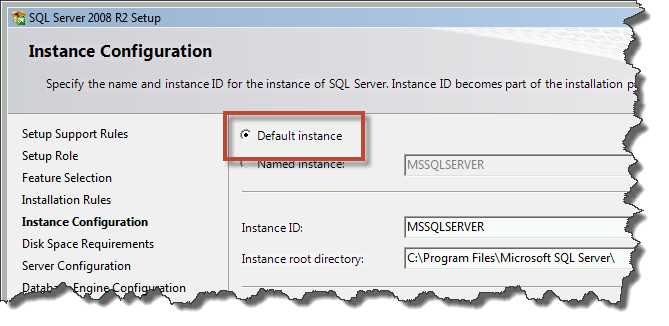 SQL Server 2008 R2 Setup
Instance Configuration
Specify the name and instance ID for the instance of SQL Server. Instance ID becomes part of the installation
Setup Support Rules
Setup Role
Feature Selection
Installation Rules
Instance Configuration
Disk Space Requirements
Server Configuration
Database Engine Configuration
Default instance
Named instance: MSSQLSERVER
Instance ID: MSSQLSERVER
Instance root directory: C:\Program Files\Microsoft SQL Server\